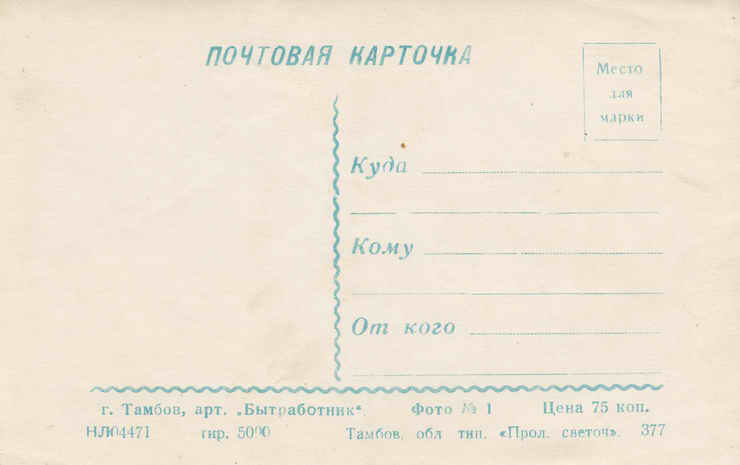 ПОЧТОВАЯ КАРТОЧКА
Место
для
марки
Куда
Кому
От кого
г. Тамбов, арт. „Бытработник“. Фото № 1 Цена 75 коп.
НЛ04471 тир. 5000 Тамбов, обл тип. «Прол. светоч». 377